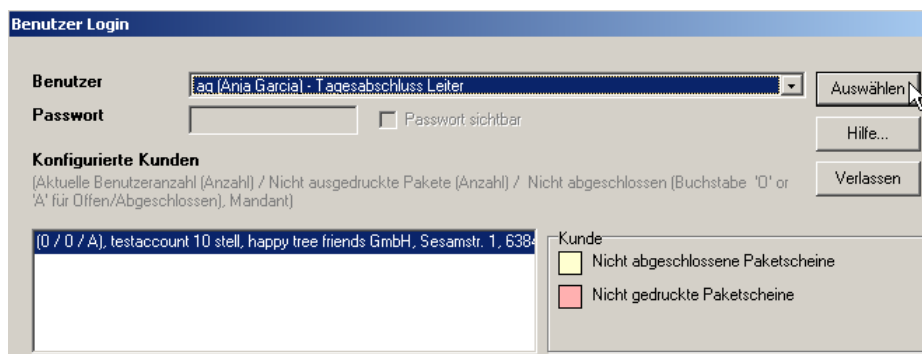 Benutzer Login
Benutzer
ag (Anja Garcia) - Tagesabschluss Leiter
Auswählen
Passwort
Passwort sichtbar
Hilfe...
Konfigurierte Kunden
(Aktuelle Benutzeranzahl (Anzahl) / Nicht ausgedruckte Pakete (Anzahl) / Nicht abgeschlossen (Buchstabe 'O' or
'A' für Offen/Abgeschlossen), Mandant)
Verlassen
(0 / 0 / A), testaccount 10 stell, happy tree friends GmbH, Sesamstr. 1, 6384
Kunde
Nicht abgeschlossene Paketscheine
Nicht gedruckte Paketscheine